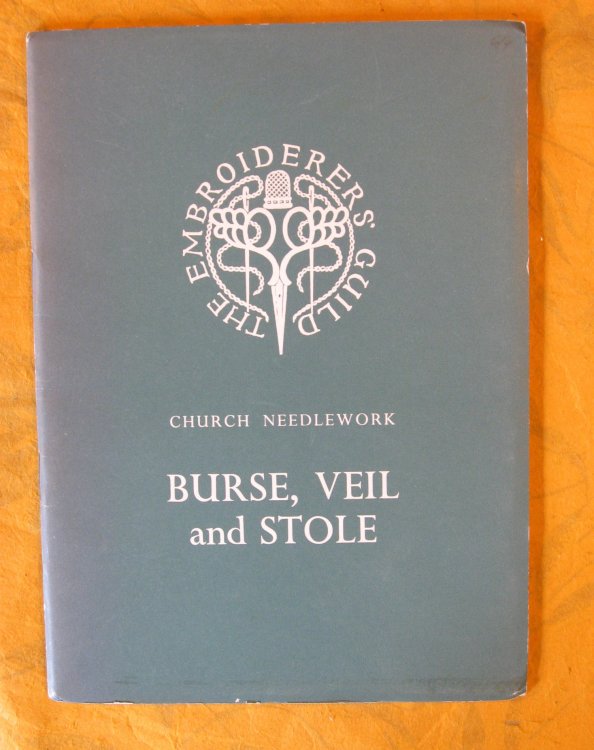 THE EMBROIDERERS' GUILD
CHURCH NEEDLEWORK
BURSE, VEIL
and STOLE